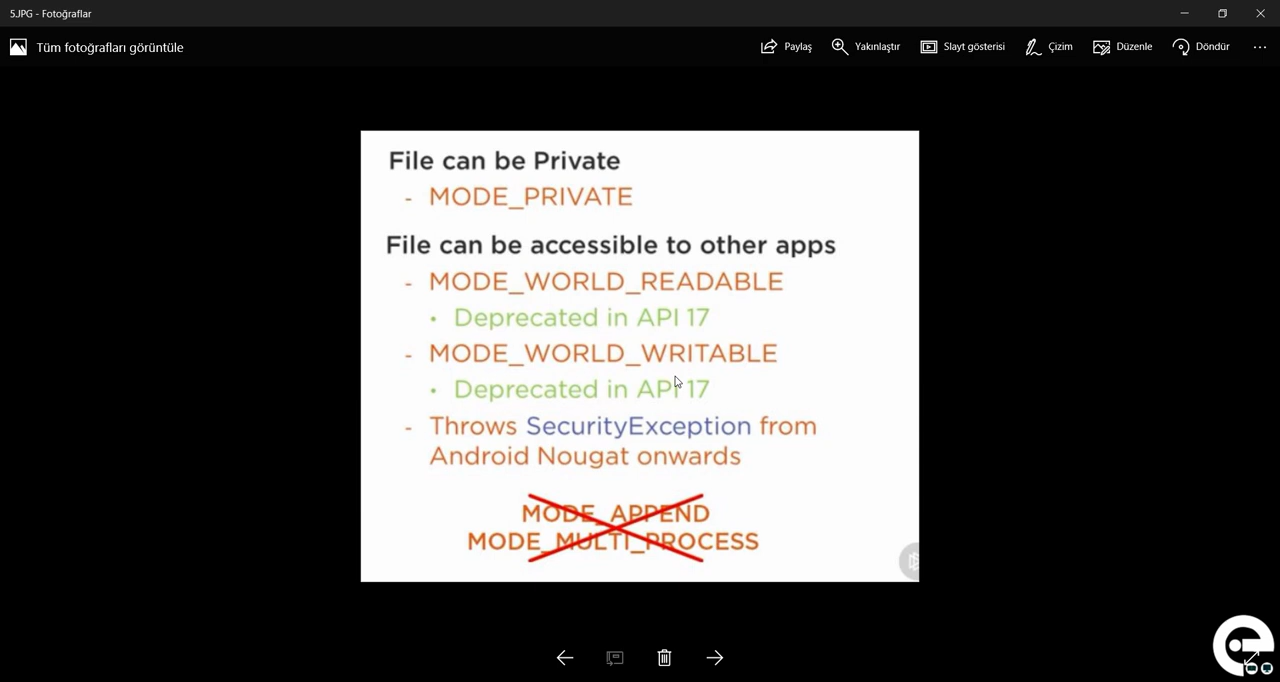 5.JPG - Fotoğraflar
Tüm fotoğrafları görüntüle
Paylaş
Yakınlaştır
Slayt gösterisi
Çizim
Düzenle
Döndür
File can be Private
- MODE_PRIVATE
File can be accessible to other apps
- MODE_WORLD_READABLE
• Deprecated in API 17
- MODE_WORLD_WRITABLE
• Deprecated in API 17
- Throws SecurityException from
Android Nougat onwards
MODE_APPEND
MODE_MULTI_PROCESS